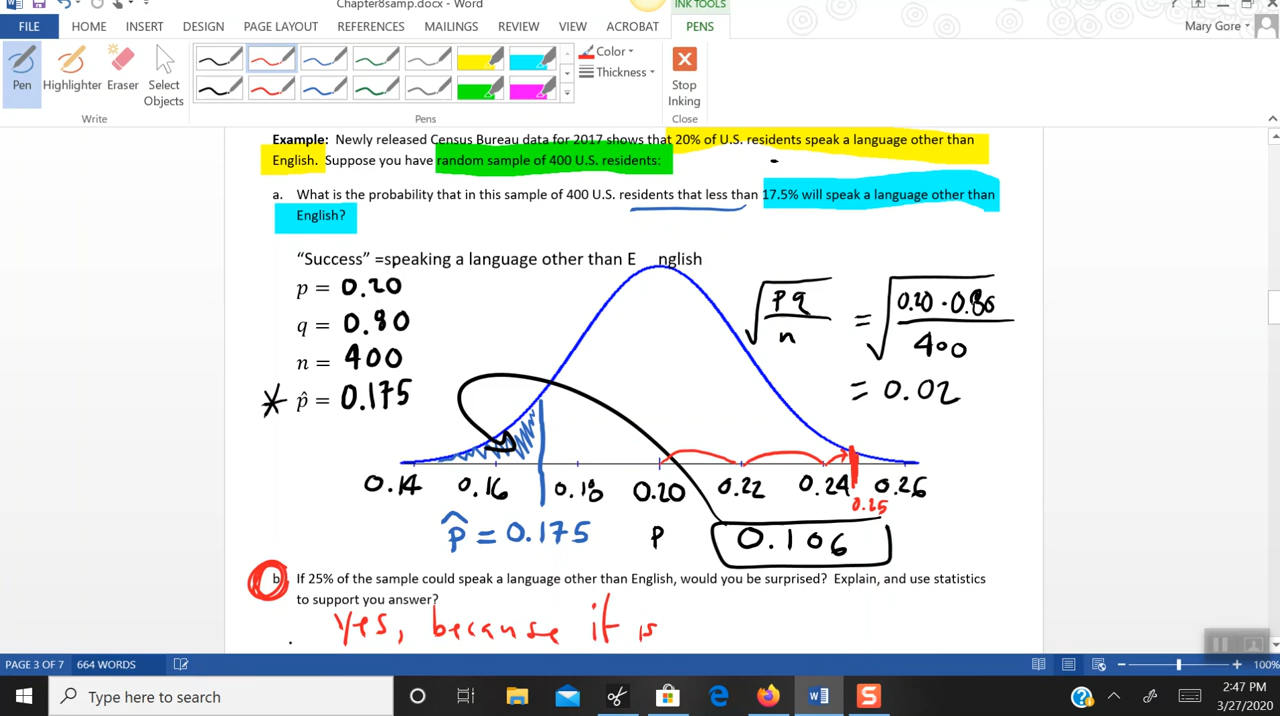 Chapter8samp.docx - Word
INK TOOLS
FILE HOME INSERT DESIGN PAGE LAYOUT REFERENCES MAILINGS REVIEW VIEW ACROBAT PENS
Mary Gore
Pen Highlighter Eraser Select Objects
Color
Thickness
Stop Inking
Write Pens Close
Example: Newly released Census Bureau data for 2017 shows that 20% of U.S. residents speak a language other than
English. Suppose you have random sample of 400 U.S. residents:
a. What is the probability that in this sample of 400 U.S. residents that less than 17.5% will speak a language other than
English?
“Success” =speaking a language other than E nglish
p = 0.20
q = 0.80
n = 400
* p̂ = 0.175
√(pq/n) = √(0.20 · 0.80/400)
= 0.02
0.14 0.16 0.18 0.20 0.22 0.24 0.26
0.25
p̂ = 0.175 p 0.106
b. If 25% of the sample could speak a language other than English, would you be surprised? Explain, and use statistics
to support you answer?
yes, because it is
PAGE 3 OF 7 664 WORDS 100%
Type here to search
2:47 PM
3/27/2020